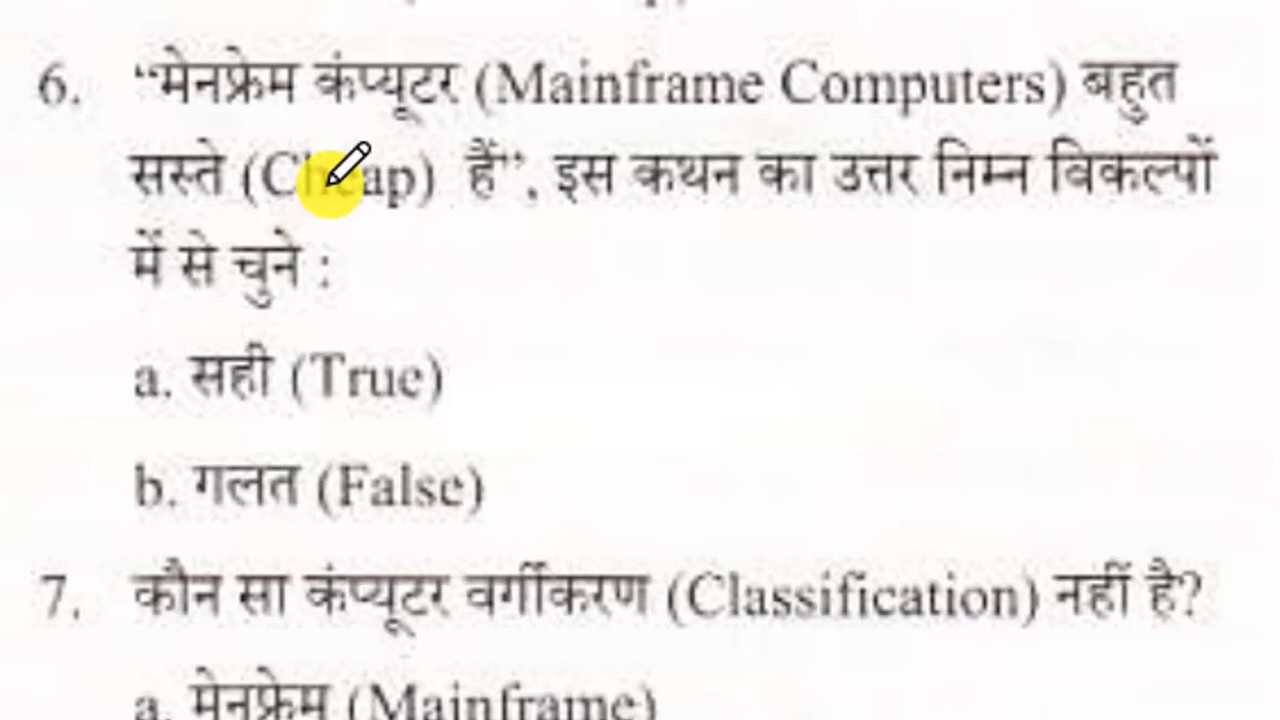 6. “मेनफ्रेम कंप्यूटर (Mainframe Computers) बहुत
सस्ते (Cheap) हैं”, इस कथन का उत्तर निम्न विकल्पों
में से चुने :
a. सही (True)
b. गलत (False)
7. कौन सा कंप्यूटर वर्गीकरण (Classification) नहीं है?
a. मेनफ्रेम (Mainframe)